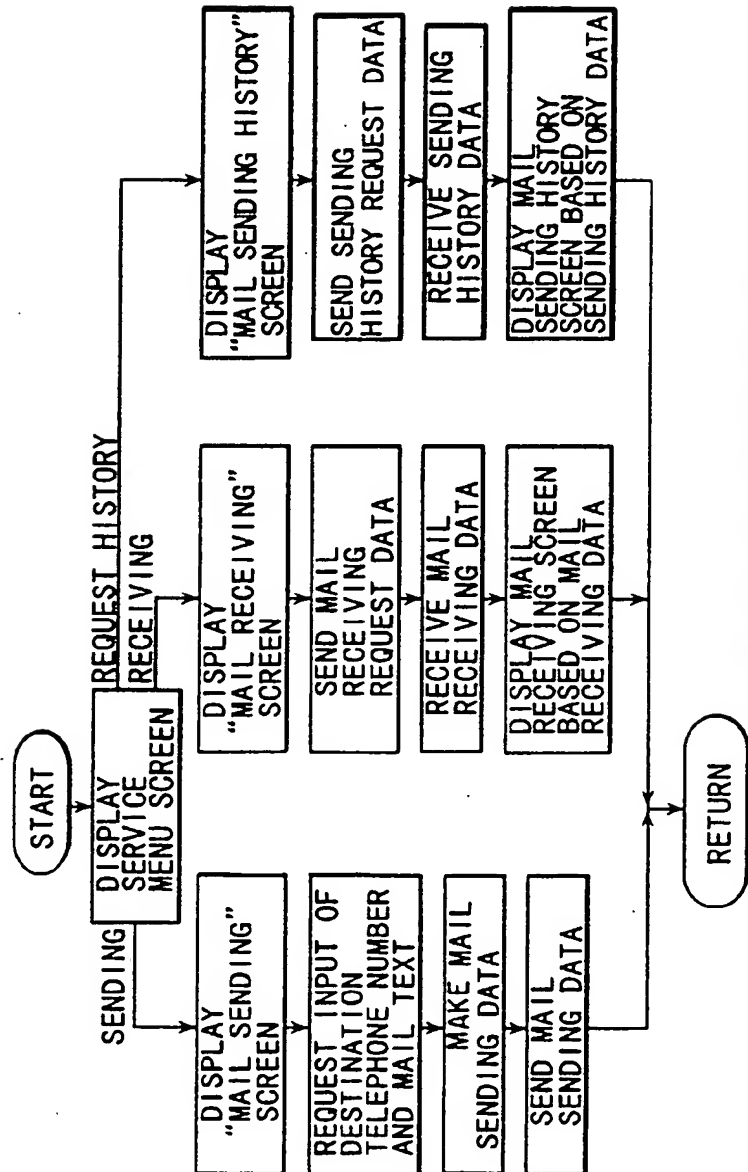 START
DISPLAY
SERVICE
MENU SCREEN
SENDING
REQUEST HISTORY
RECEIVING
DISPLAY
“MAIL SENDING”
SCREEN
REQUEST INPUT OF
DESTINATION
TELEPHONE NUMBER
AND MAIL TEXT
MAKE MAIL
SENDING DATA
SEND MAIL
SENDING DATA
DISPLAY
“MAIL RECEIVING”
SCREEN
SEND MAIL
RECEIVING
REQUEST DATA
RECEIVE MAIL
RECEIVING DATA
DISPLAY MAIL
RECEIVING SCREEN
BASED ON MAIL
RECEIVING DATA
DISPLAY
“MAIL SENDING HISTORY”
SCREEN
SEND SENDING
HISTORY REQUEST DATA
RECEIVE SENDING
HISTORY DATA
DISPLAY MAIL
SENDING HISTORY
SCREEN BASED ON
SENDING HISTORY DATA
RETURN